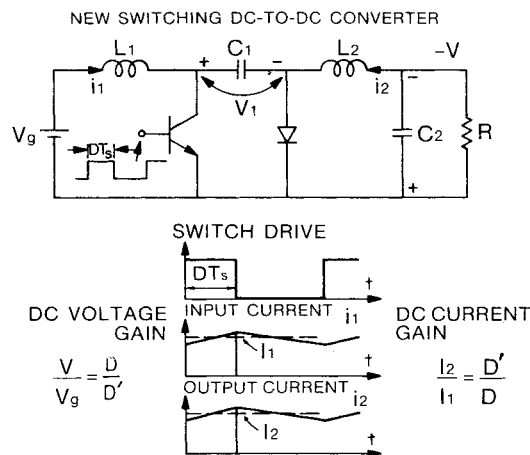 NEW SWITCHING DC-TO-DC CONVERTER
L1 C1 L2
+ − −V
i1 V1 i2 −
Vg DTs C2 R
+
SWITCH DRIVE
DTs t
INPUT CURRENT i1
DC VOLTAGE GAIN
V/Vg = D/D'
I1 t
DC CURRENT GAIN
I2/I1 = D'/D
OUTPUT CURRENT i2
I2 t